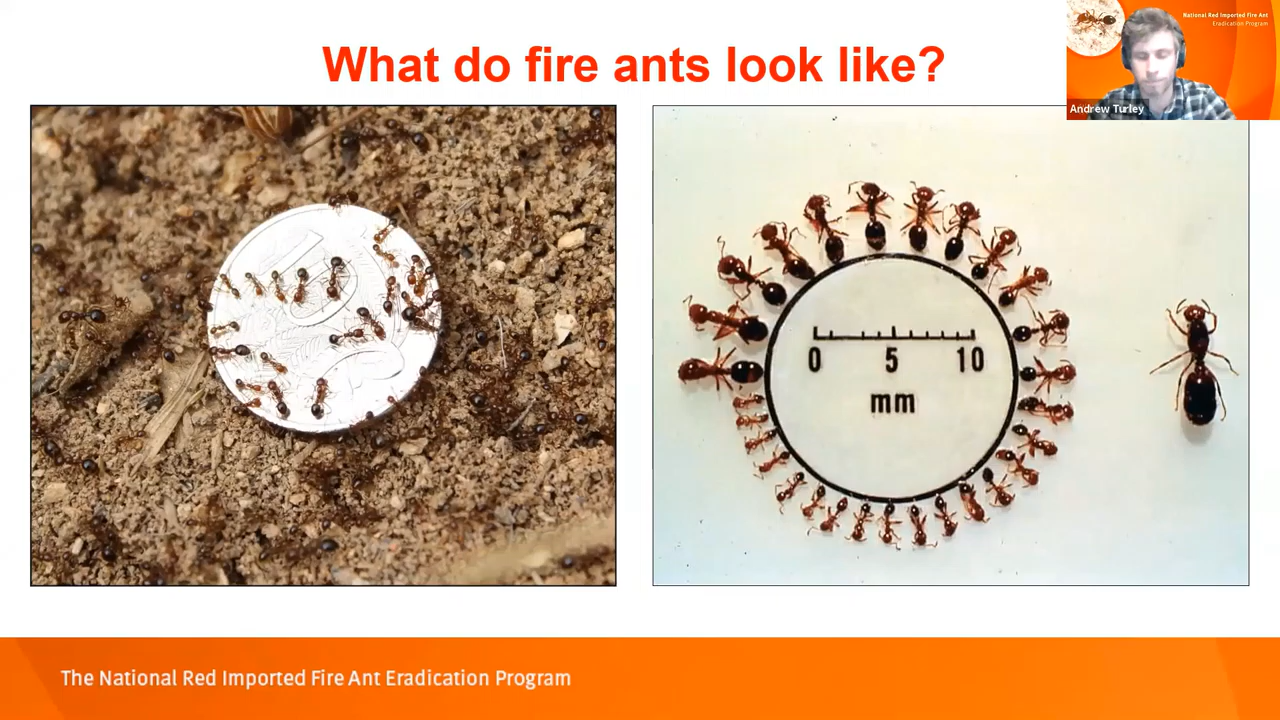 What do fire ants look like?
National Red Imported Fire Ant
Eradication Program
Andrew Turley
10
0 5 10
mm
The National Red Imported Fire Ant Eradication Program